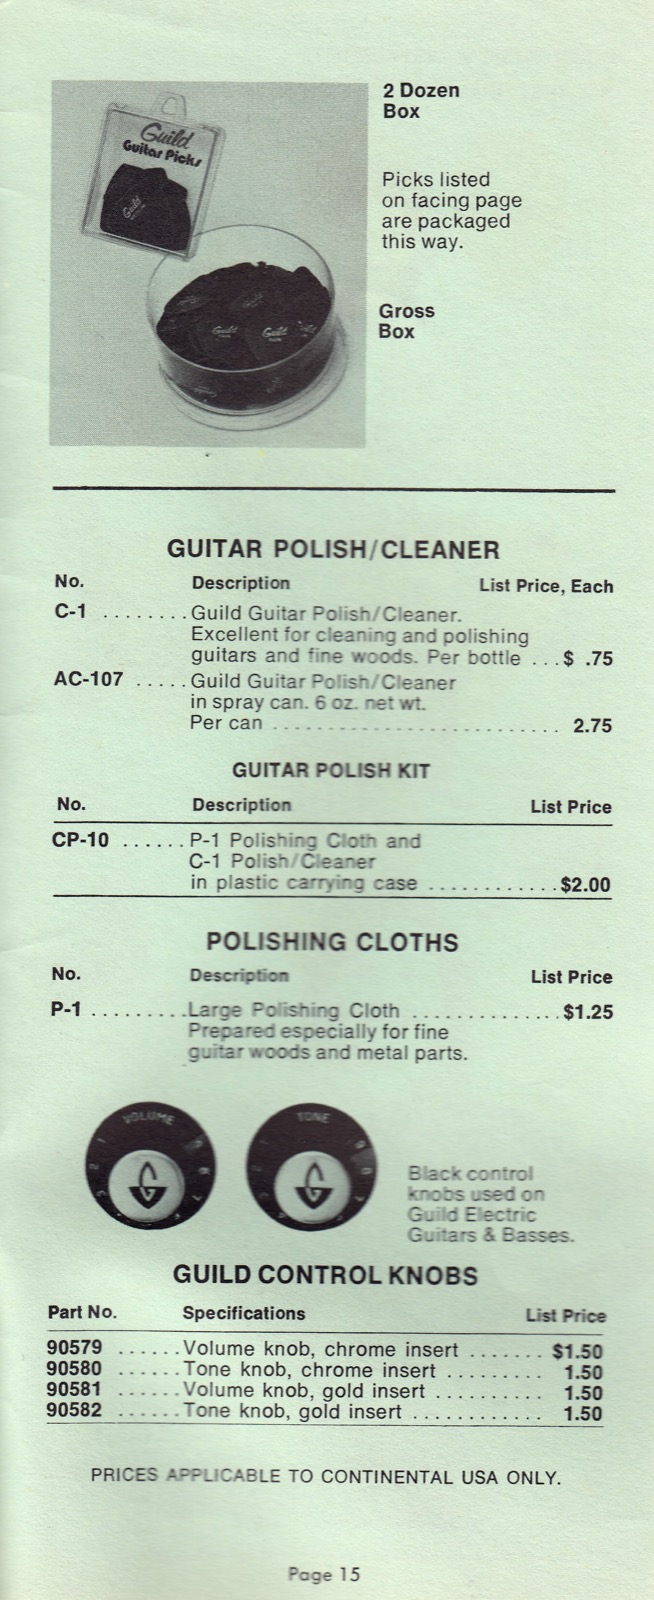 2 Dozen
Box
Guild
Guitar Picks
Guild
Picks listed
on facing page
are packaged
this way.
Gross
Box
Guild
Guild
GUITAR POLISH/CLEANER
No. Description List Price, Each
C-1 ........ Guild Guitar Polish/Cleaner.
Excellent for cleaning and polishing
guitars and fine woods. Per bottle ... $ .75
AC-107 ..... Guild Guitar Polish/Cleaner
in spray can. 6 oz. net wt.
Per can .......................... 2.75
GUITAR POLISH KIT
No. Description List Price
CP-10 ...... P-1 Polishing Cloth and
C-1 Polish/Cleaner
in plastic carrying case ............ $2.00
POLISHING CLOTHS
No. Description List Price
P-1 ......... Large Polishing Cloth .............. $1.25
Prepared especially for fine
guitar woods and metal parts.
VOLUME
TONE
Black control
knobs used on
Guild Electric
Guitars & Basses.
GUILD CONTROL KNOBS
Part No. Specifications List Price
90579 ...... Volume knob, chrome insert ....... $1.50
90580 ...... Tone knob, chrome insert ......... 1.50
90581 ...... Volume knob, gold insert .......... 1.50
90582 ...... Tone knob, gold insert ............ 1.50
PRICES APPLICABLE TO CONTINENTAL USA ONLY.
Page 15